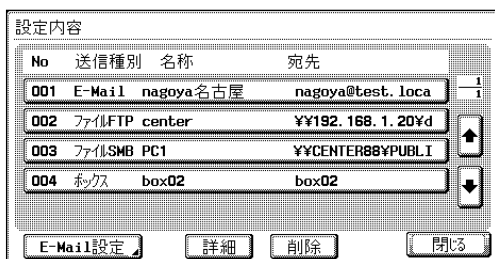 設定内容
No 送信種別 名称 宛先
001 E-Mail nagoya名古屋 nagoya@test.loca
1/1
002 ファイルFTP center ¥¥192.168.1.20¥d
003 ファイルSMB PC1 ¥¥CENTER88¥PUBLI
004 ボックス box02 box02
E-Mail設定 詳細 削除 閉じる